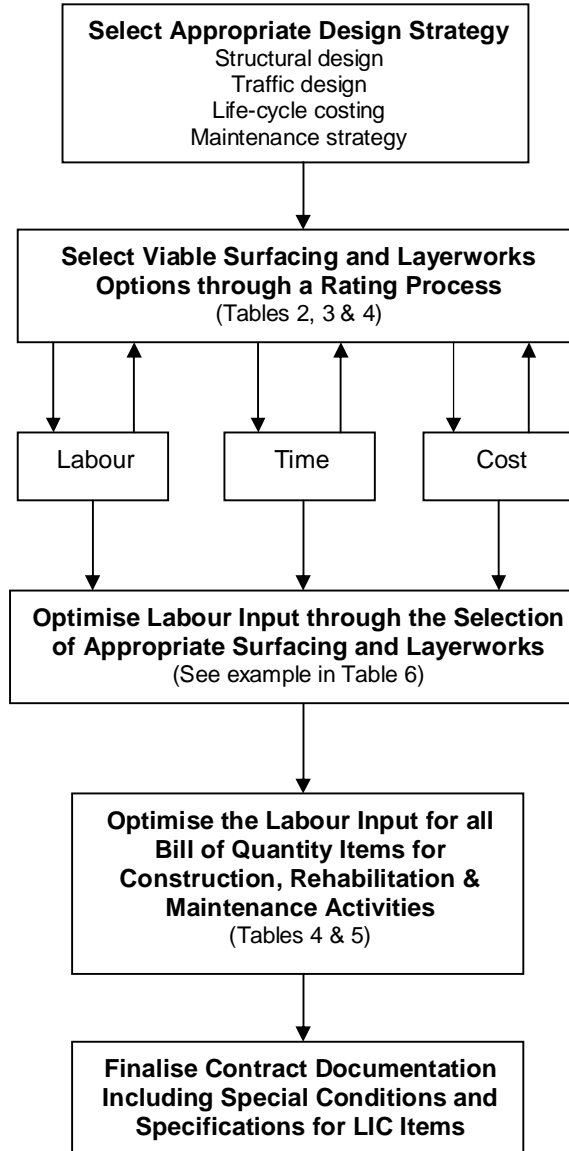 Select Appropriate Design Strategy
Structural design
Traffic design
Life-cycle costing
Maintenance strategy
Select Viable Surfacing and Layerworks
Options through a Rating Process
(Tables 2, 3 & 4)
Labour
Time
Cost
Optimise Labour Input through the Selection
of Appropriate Surfacing and Layerworks
(See example in Table 6)
Optimise the Labour Input for all
Bill of Quantity Items for
Construction, Rehabilitation &
Maintenance Activities
(Tables 4 & 5)
Finalise Contract Documentation
Including Special Conditions and
Specifications for LIC Items